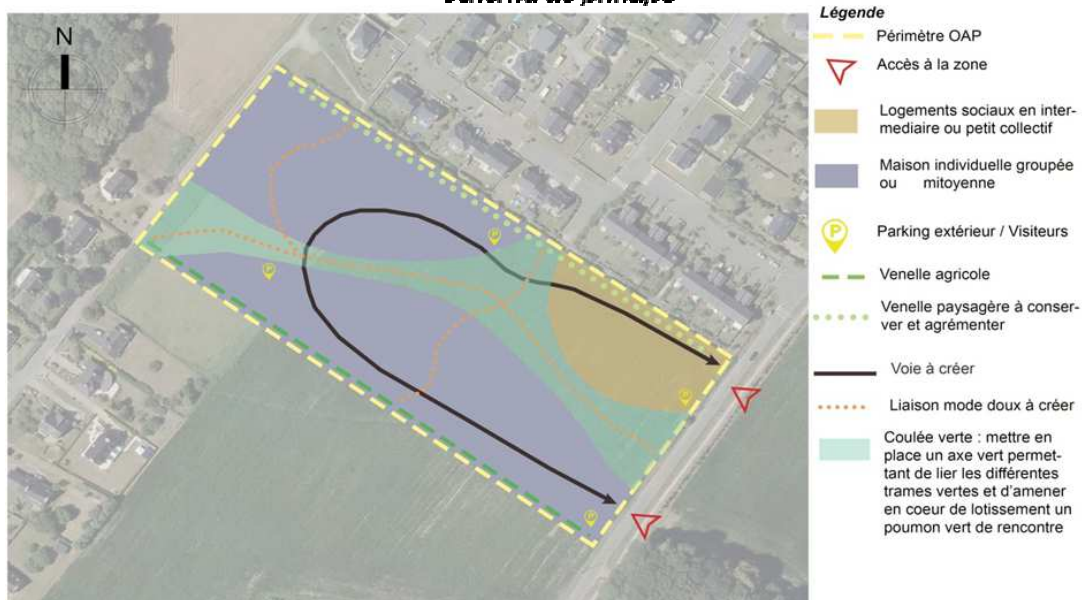 Légende
Périmètre OAP
Accès à la zone
Logements sociaux en inter-
mediaire ou petit collectif
Maison individuelle groupée
ou mitoyenne
Parking extérieur / Visiteurs
Venelle agricole
Venelle paysagère à conser-
ver et agrémenter
Voie à créer
Liaison mode doux à créer
Coulée verte : mettre en
place un axe vert permet-
tant de lier les différentes
trames vertes et d'amener
en coeur de lotissement un
poumon vert de rencontre
N
P
P
P
P
P